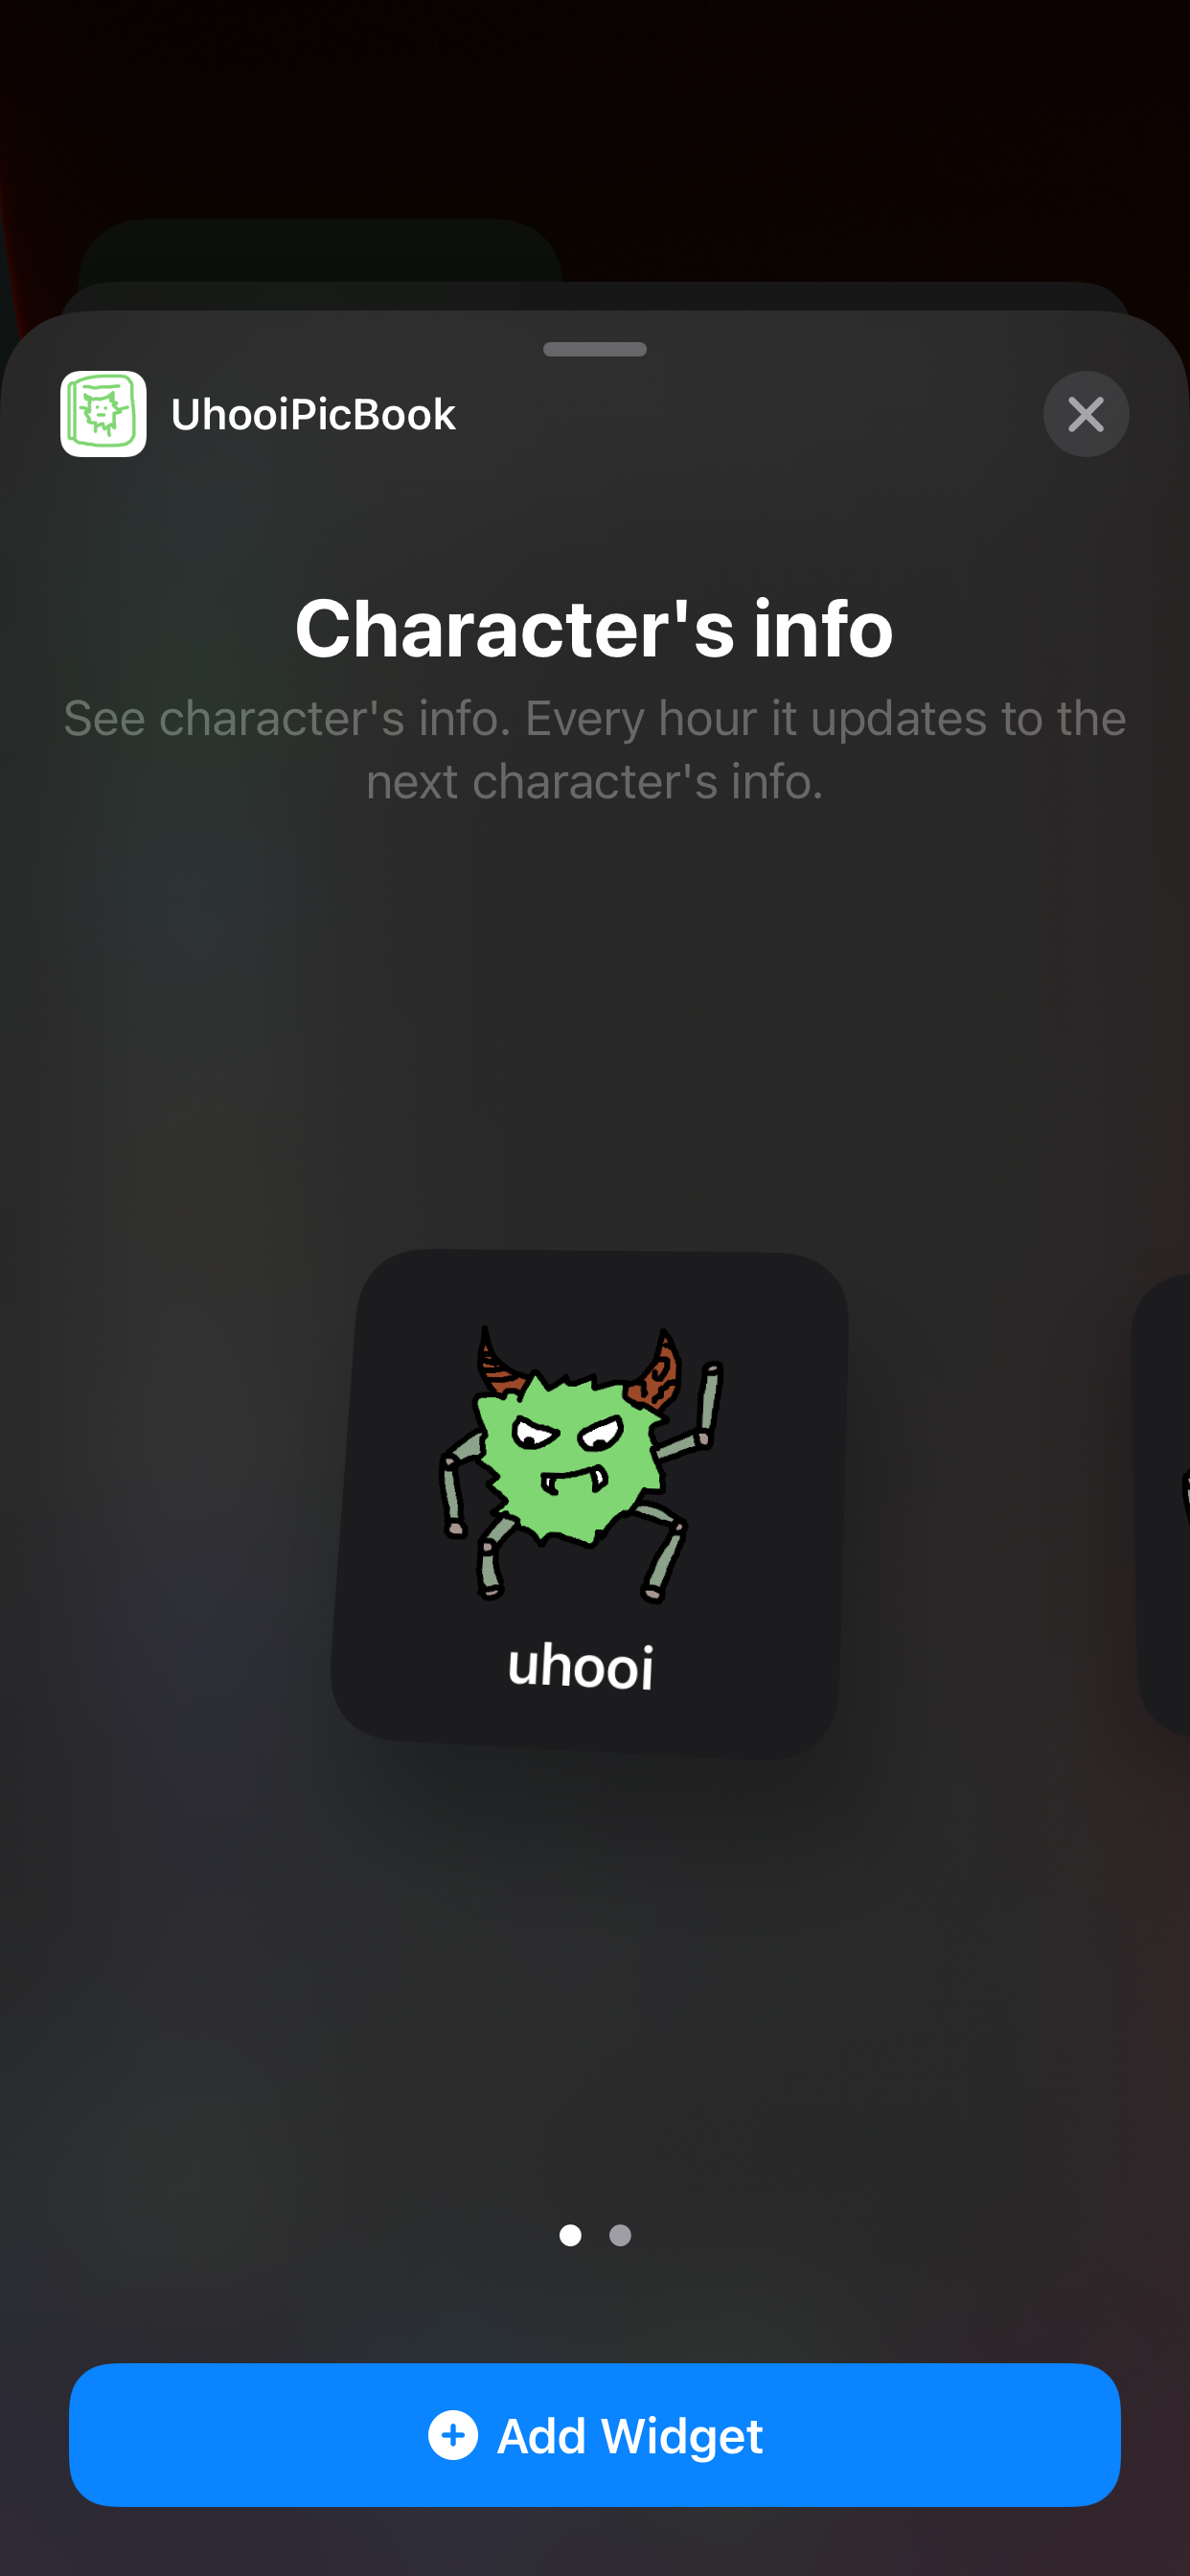 UhooiPicBook
Character's info
See character's info. Every hour it updates to the
next character's info.
uhooi
Add Widget